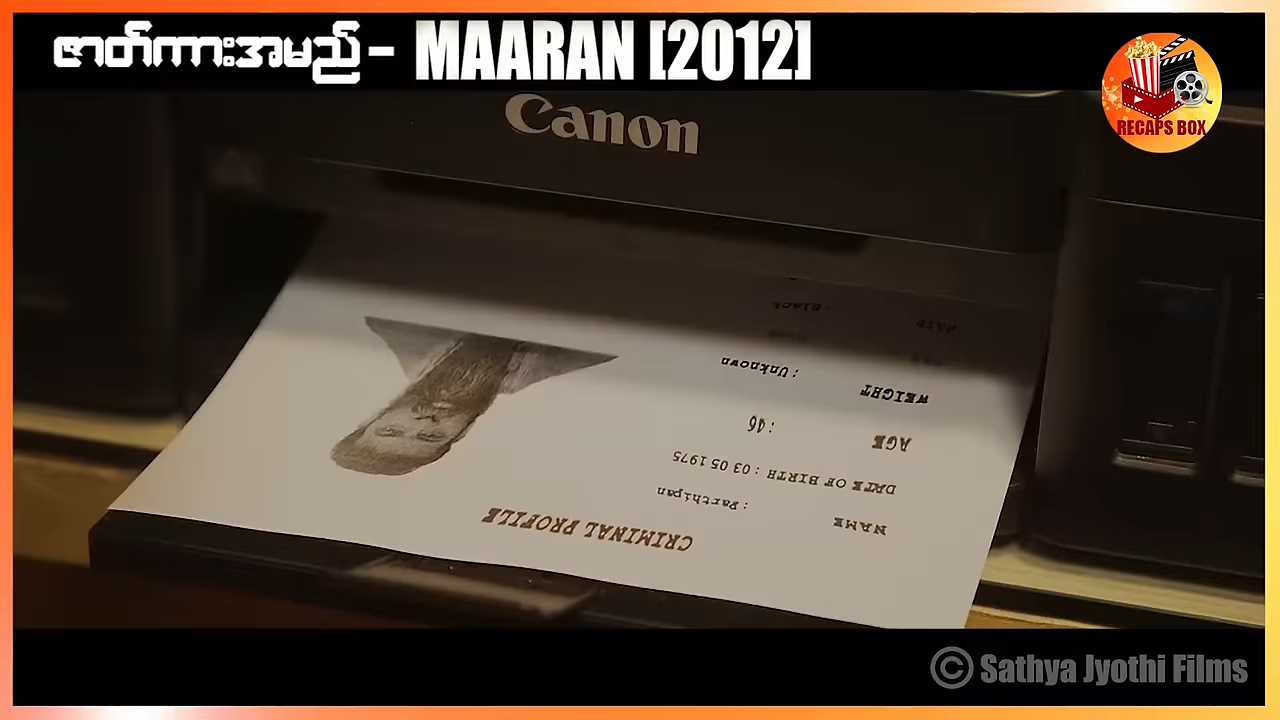 ဇာတ်ကားအမည် - MAARAN [2012]
RECAPS BOX
Canon
CRIMINAL PROFILE
NAME : Parthipan
DATE OF BIRTH : 03 05 1975
AGE : 46
WEIGHT : Unknown
HAIR : Black
© Sathya Jyothi Films